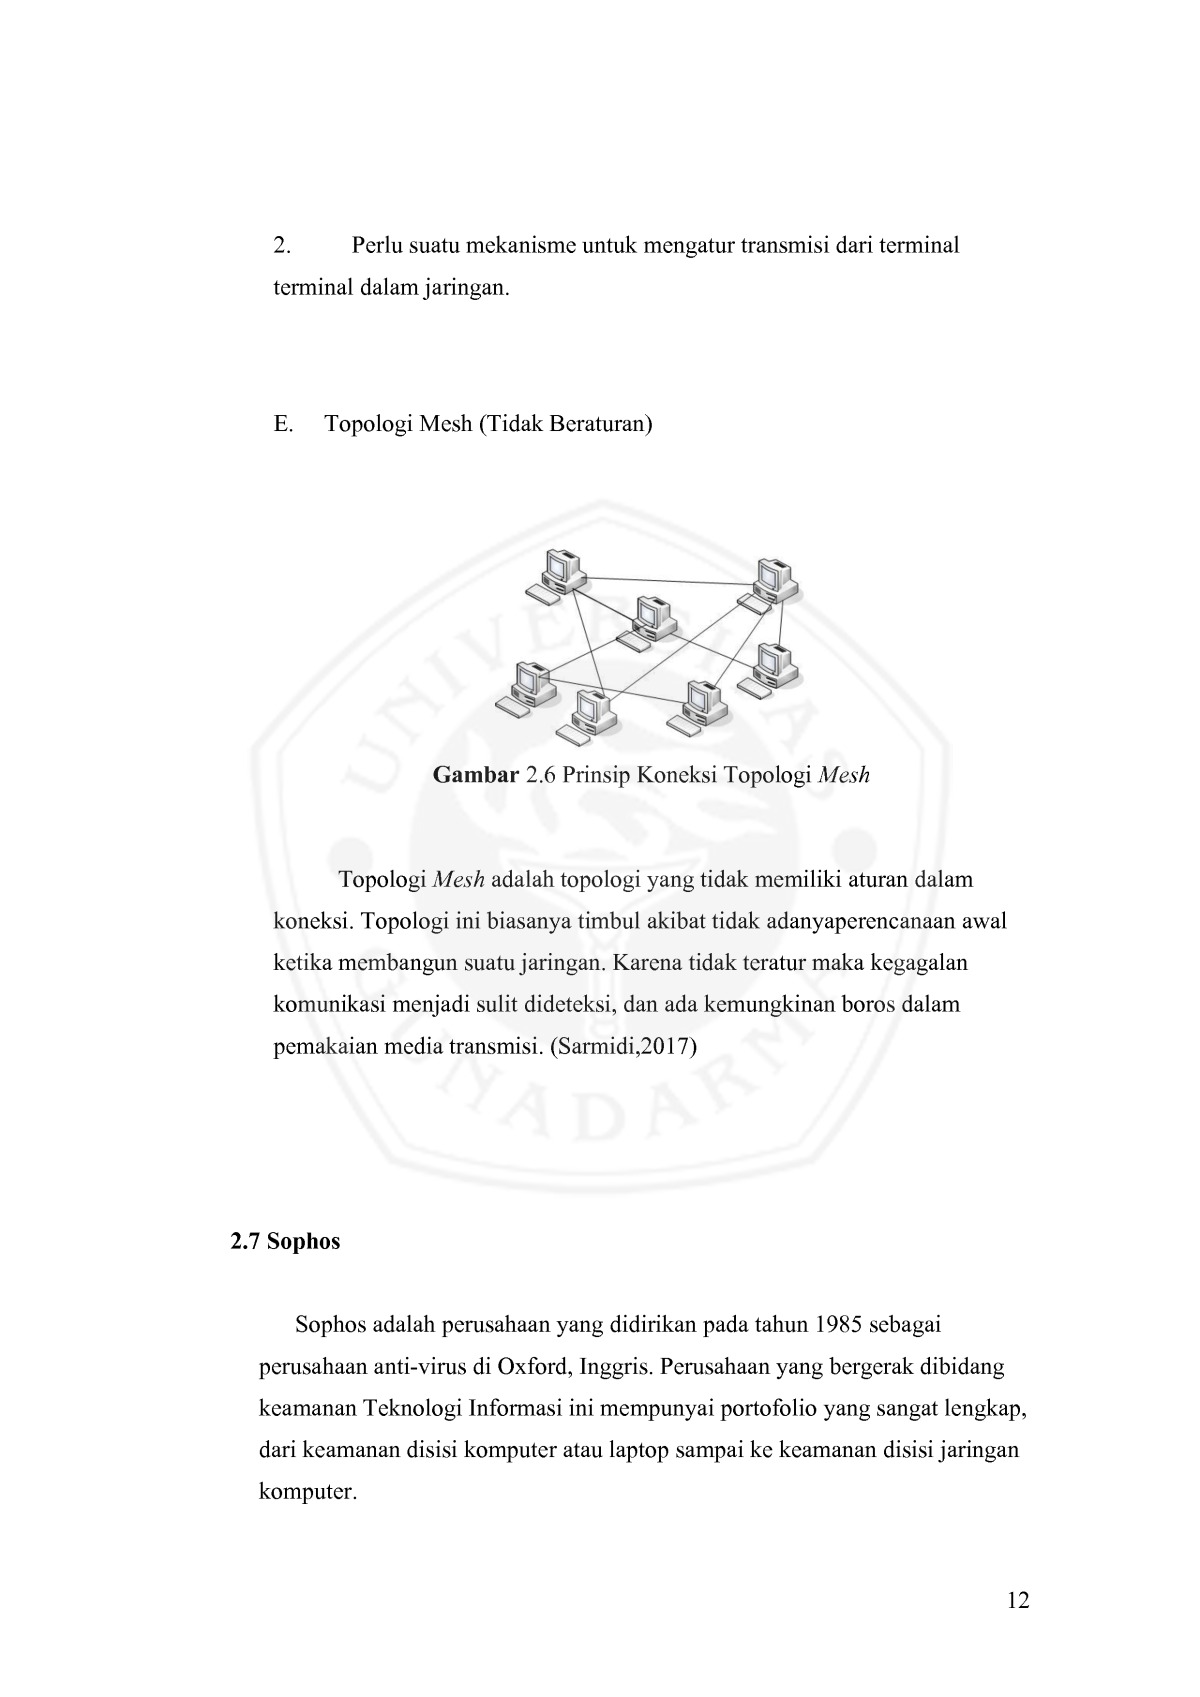 2. Perlu suatu mekanisme untuk mengatur transmisi dari terminal
terminal dalam jaringan.
E. Topologi Mesh (Tidak Beraturan)
UNIVERSITAS
Gambar 2.6 Prinsip Koneksi Topologi Mesh
Topologi Mesh adalah topologi yang tidak memiliki aturan dalam
koneksi. Topologi ini biasanya timbul akibat tidak adanyaperencanaan awal
ketika membangun suatu jaringan. Karena tidak teratur maka kegagalan
komunikasi menjadi sulit dideteksi, dan ada kemungkinan boros dalam
pemakaian media transmisi. (Sarmidi,2017)
GUNADARMA
2.7 Sophos
Sophos adalah perusahaan yang didirikan pada tahun 1985 sebagai
perusahaan anti-virus di Oxford, Inggris. Perusahaan yang bergerak dibidang
keamanan Teknologi Informasi ini mempunyai portofolio yang sangat lengkap,
dari keamanan disisi komputer atau laptop sampai ke keamanan disisi jaringan
komputer.
12